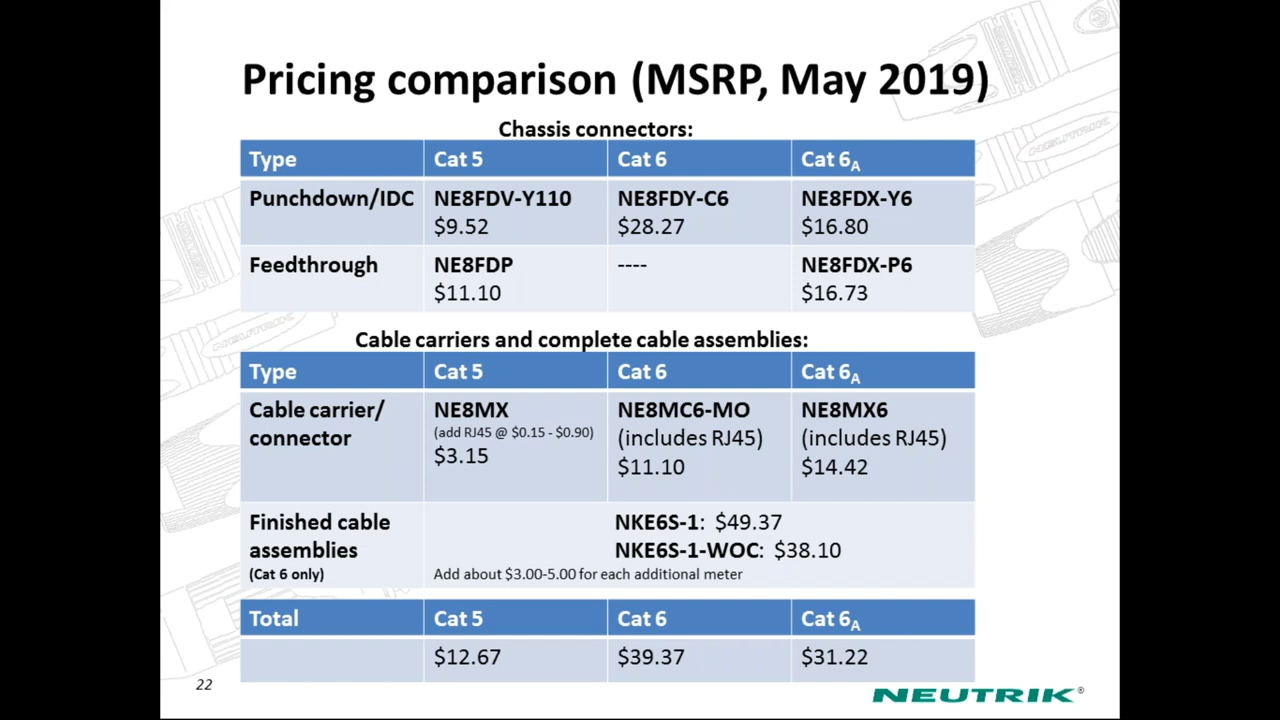 Pricing comparison (MSRP, May 2019)
Chassis connectors:
Type Cat 5 Cat 6 Cat 6A
Punchdown/IDC NE8FDV-Y110 NE8FDY-C6 NE8FDX-Y6
$9.52 $28.27 $16.80
Feedthrough NE8FDP ---- NE8FDX-P6
$11.10 $16.73
Cable carriers and complete cable assemblies:
Type Cat 5 Cat 6 Cat 6A
Cable carrier/ NE8MX NE8MC6-MO NE8MX6
connector (add RJ45 @ $0.15 - $0.90) (includes RJ45) (includes RJ45)
$3.15 $11.10 $14.42
Finished cable NKE6S-1: $49.37
assemblies NKE6S-1-WOC: $38.10
(Cat 6 only) Add about $3.00-5.00 for each additional meter
Total Cat 5 Cat 6 Cat 6A
$12.67 $39.37 $31.22
22
NEUTRIK®
NEUTRIK
NEUTRIK